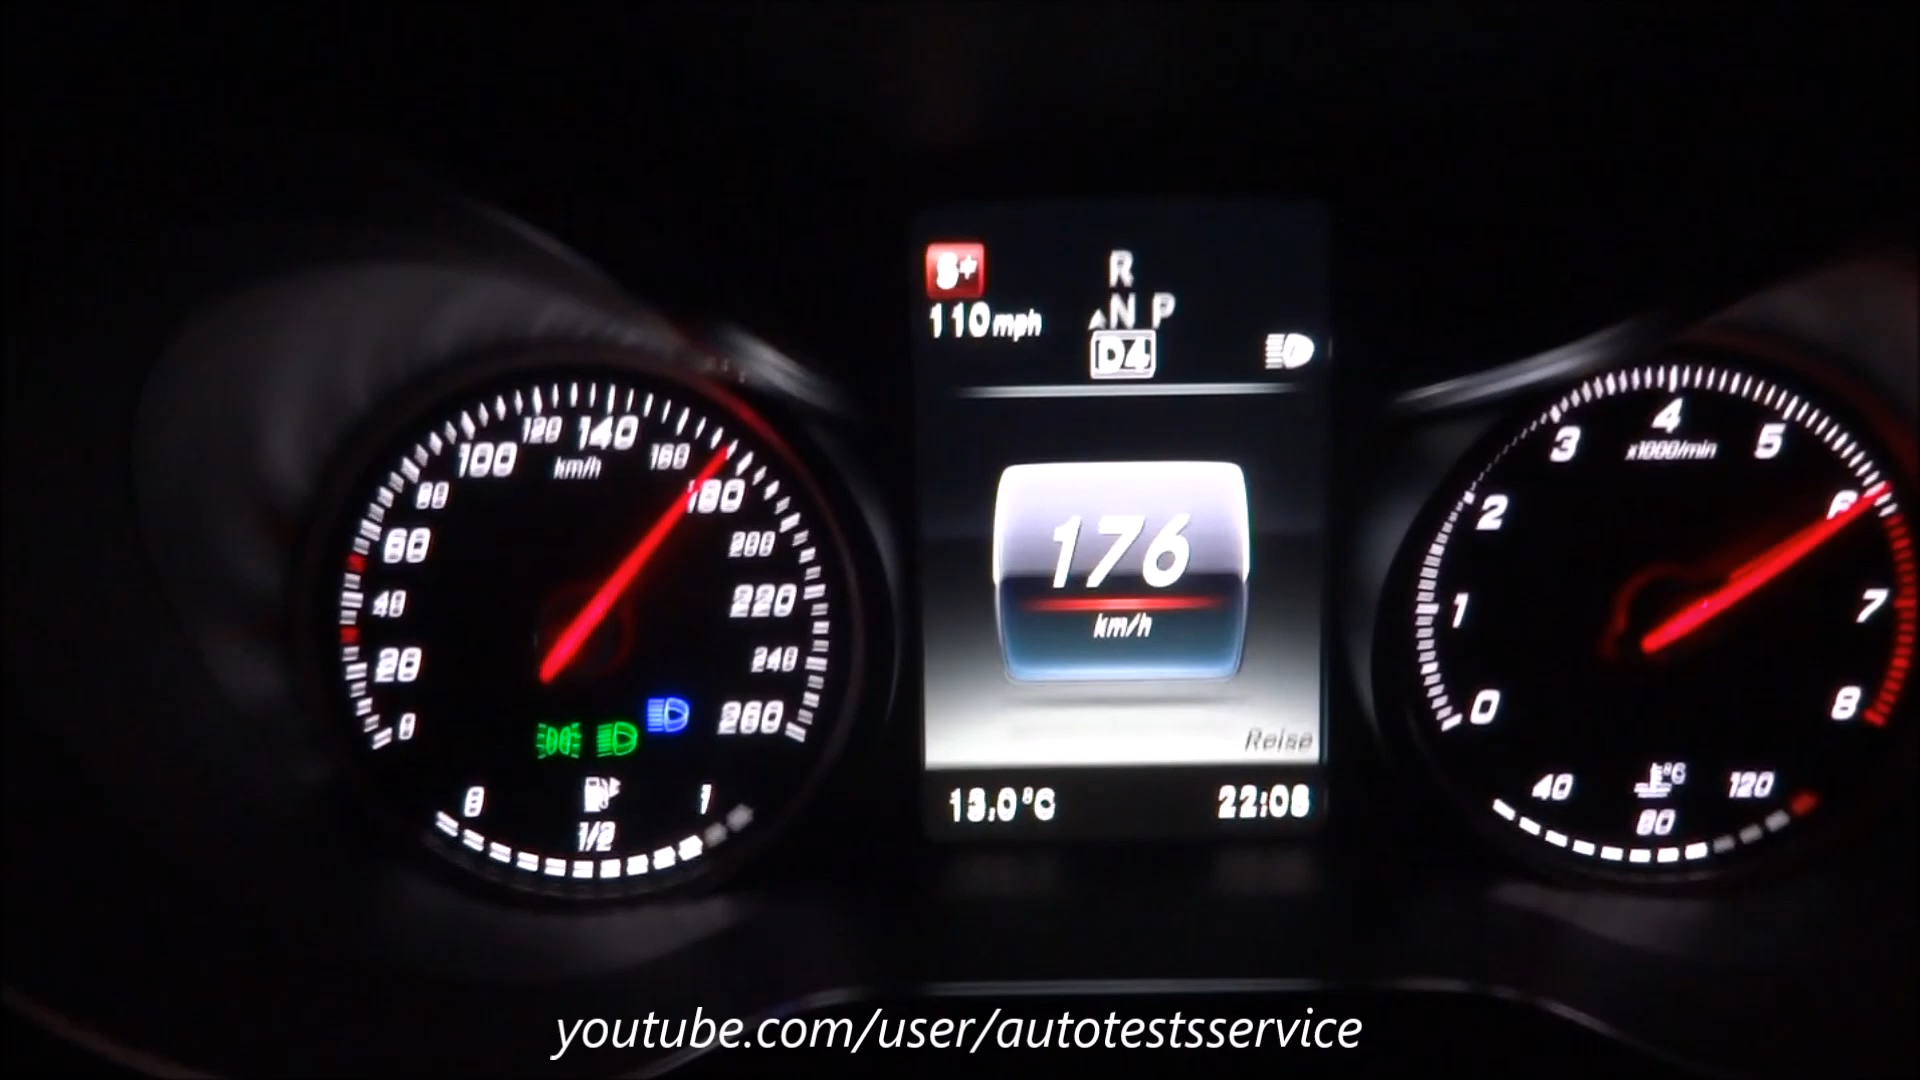 S+
R
110 mph
N P
D4
120 140
100 160
km/h
80 180
60 200
40 220
20 240
0 260
0 1
1/2
176
km/h
Reise
13.0°C 22:08
4
3 5
x1000/min
2 6
1 7
0 8
40 °C 120
80
youtube.com/user/autotestsservice